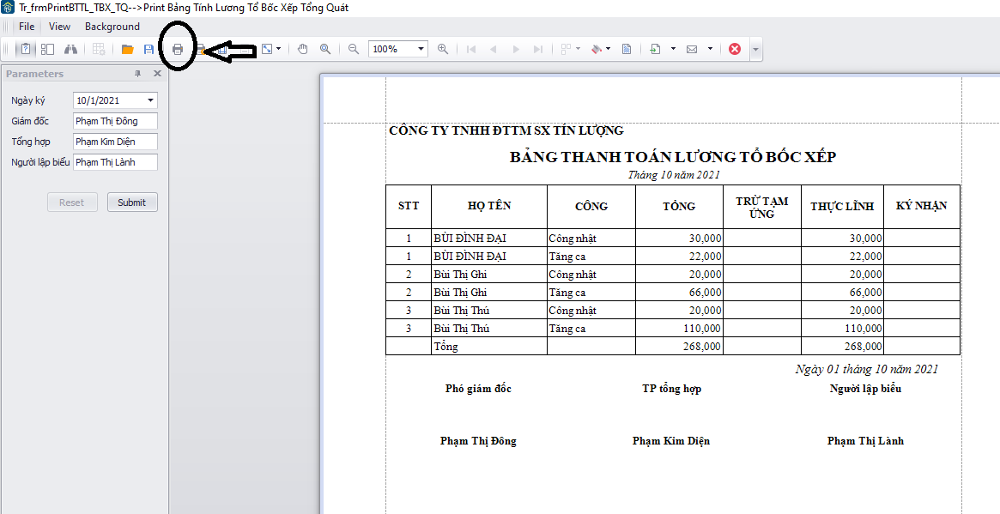 Tr_frmPrintBTTL_TBX_TQ-->Print Bảng Tính Lương Tổ Bốc Xếp Tổng Quát
File View Background
100%
Parameters
Ngày ký 10/1/2021
Giám đốc Phạm Thị Đông
Tổng hợp Phạm Kim Diện
Người lập biểu Phạm Thị Lành
Reset Submit
CÔNG TY TNHH ĐTTM SX TÍN LƯỢNG
BẢNG THANH TOÁN LƯƠNG TỔ BỐC XẾP
Tháng 10 năm 2021
STT HỌ TÊN CÔNG TỔNG TRỪ TẠM ỨNG THỰC LĨNH KÝ NHẬN
1 BÙI ĐÌNH ĐẠI Công nhật 30,000 30,000
1 BÙI ĐÌNH ĐẠI Tăng ca 22,000 22,000
2 Bùi Thị Ghi Công nhật 20,000 20,000
2 Bùi Thị Ghi Tăng ca 66,000 66,000
3 Bùi Thị Thú Công nhật 20,000 20,000
3 Bùi Thị Thú Tăng ca 110,000 110,000
Tổng 268,000 268,000
Ngày 01 tháng 10 năm 2021
Phó giám đốc TP tổng hợp Người lập biểu
Phạm Thị Đông Phạm Kim Diện Phạm Thị Lành